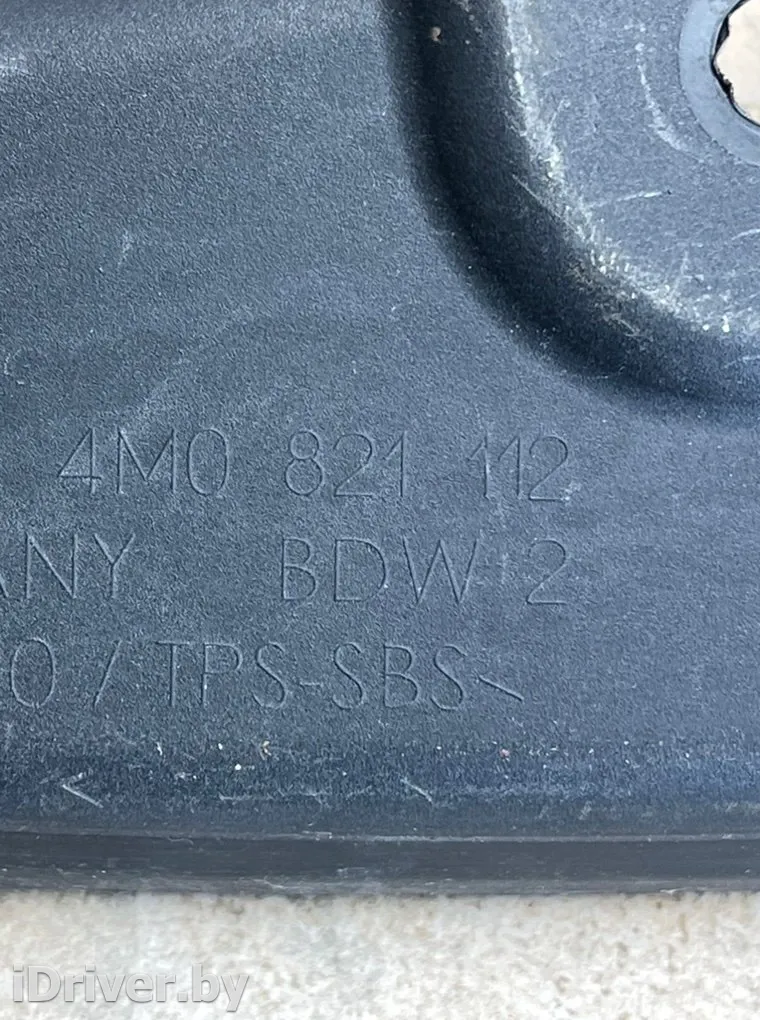 4M0 821 112
ANY BDW 2
0 / TPS-SBS<
iDriver.by